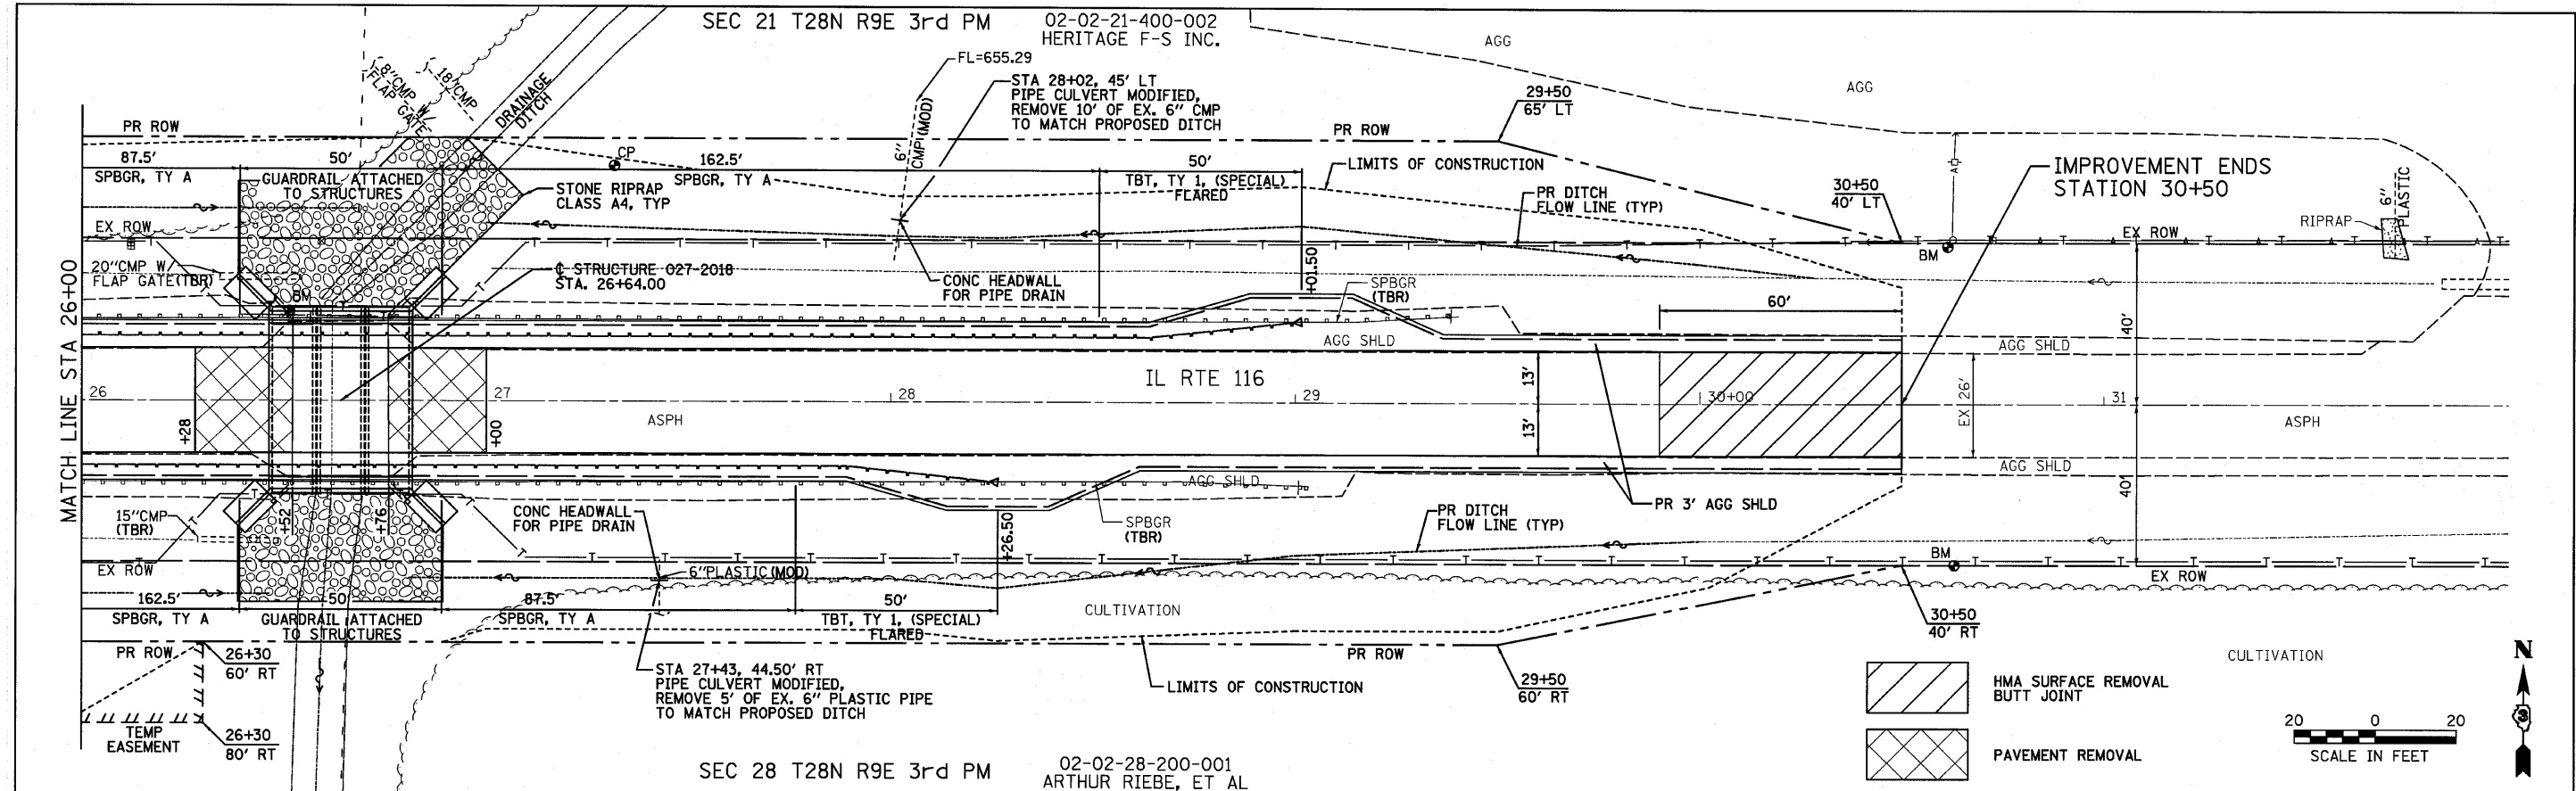 SEC 21 T28N R9E 3rd PM
02-02-21-400-002
HERITAGE F-S INC.
AGG
AGG
FL=655.29
8"CMP W/
FLAP GATE
18"CMP
DRAINAGE
DITCH
6"
CMP(MOD)
STA 28+02, 45' LT
PIPE CULVERT MODIFIED,
REMOVE 10' OF EX. 6" CMP
TO MATCH PROPOSED DITCH
29+50
65' LT
PR ROW
PR ROW
CP
87.5'
SPBGR, TY A
50'
GUARDRAIL ATTACHED
TO STRUCTURES
162.5'
SPBGR, TY A
50'
TBT, TY 1, (SPECIAL)
FLARED
LIMITS OF CONSTRUCTION
STONE RIPRAP
CLASS A4, TYP
PR DITCH
FLOW LINE (TYP)
30+50
40' LT
IMPROVEMENT ENDS
STATION 30+50
A
6"
PLASTIC
RIPRAP
EX ROW
EX ROW
BM
20"CMP W/
FLAP GATE(TBR)
BM
℄ STRUCTURE 027-2018
STA. 26+64.00
CONC HEADWALL
FOR PIPE DRAIN
+01.50
SPBGR
(TBR)
60'
40'
AGG SHLD
AGG SHLD
MATCH LINE STA 26+00
IL RTE 116
13'
13'
26
27
28
29
30+00
31
EX 26'
ASPH
ASPH
+28
+00
AGG SHLD
AGG SHLD
40'
PR 3' AGG SHLD
15"CMP
(TBR)
+52
+76
CONC HEADWALL
FOR PIPE DRAIN
+26.50
SPBGR
(TBR)
PR DITCH
FLOW LINE (TYP)
BM
EX ROW
EX ROW
6"PLASTIC(MOD)
162.5'
SPBGR, TY A
50'
GUARDRAIL ATTACHED
TO STRUCTURES
87.5'
SPBGR, TY A
50'
TBT, TY 1, (SPECIAL)
FLARED
CULTIVATION
30+50
40' RT
PR ROW
PR ROW
26+30
60' RT
TEMP
EASEMENT
26+30
80' RT
STA 27+43, 44.50' RT
PIPE CULVERT MODIFIED,
REMOVE 5' OF EX. 6" PLASTIC PIPE
TO MATCH PROPOSED DITCH
LIMITS OF CONSTRUCTION
29+50
60' RT
CULTIVATION
HMA SURFACE REMOVAL
BUTT JOINT
PAVEMENT REMOVAL
20 0 20
SCALE IN FEET
N
3
SEC 28 T28N R9E 3rd PM
02-02-28-200-001
ARTHUR RIEBE, ET AL